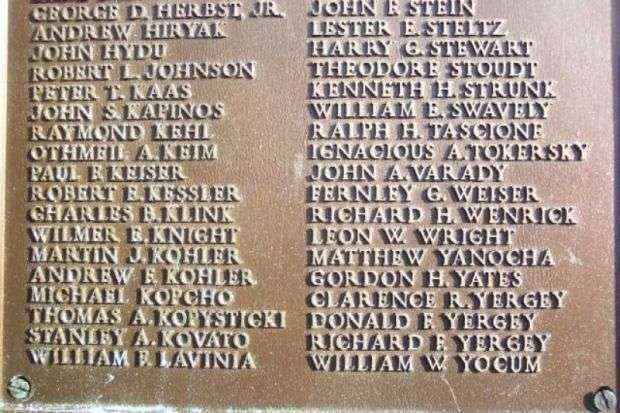 GEORGE D. HERBST, JR.
ANDREW HIRYAK
JOHN HYDU
ROBERT L. JOHNSON
PETER T. KAAS
JOHN S. KAPINOS
RAYMOND KEHL
OTHMEIL A. KEIM
PAUL F. KEISER
ROBERT E. KESSLER
CHARLES B. KLINK
WILMER E. KNIGHT
MARTIN J. KOHLER
ANDREW F. KOHLER
MICHAEL KOPCHO
THOMAS A. KOPYSTICKI
STANLEY A. KOVATO
WILLIAM F. LAVINIA
JOHN F. STEIN
LESTER E. STELTZ
HARRY G. STEWART
THEODORE STOUDT
KENNETH H. STRUNK
WILLIAM E. SWAVELY
RALPH H. TASCIONE
IGNACIOUS A. TOKERSKY
JOHN A. VARADY
FERNLEY G. WEISER
RICHARD H. WENRICK
LEON W. WRIGHT
MATTHEW YANOCHA
GORDON H. YATES
CLARENCE R. YERGEY
DONALD F. YERGEY
RICHARD F. YERGEY
WILLIAM W. YOCUM